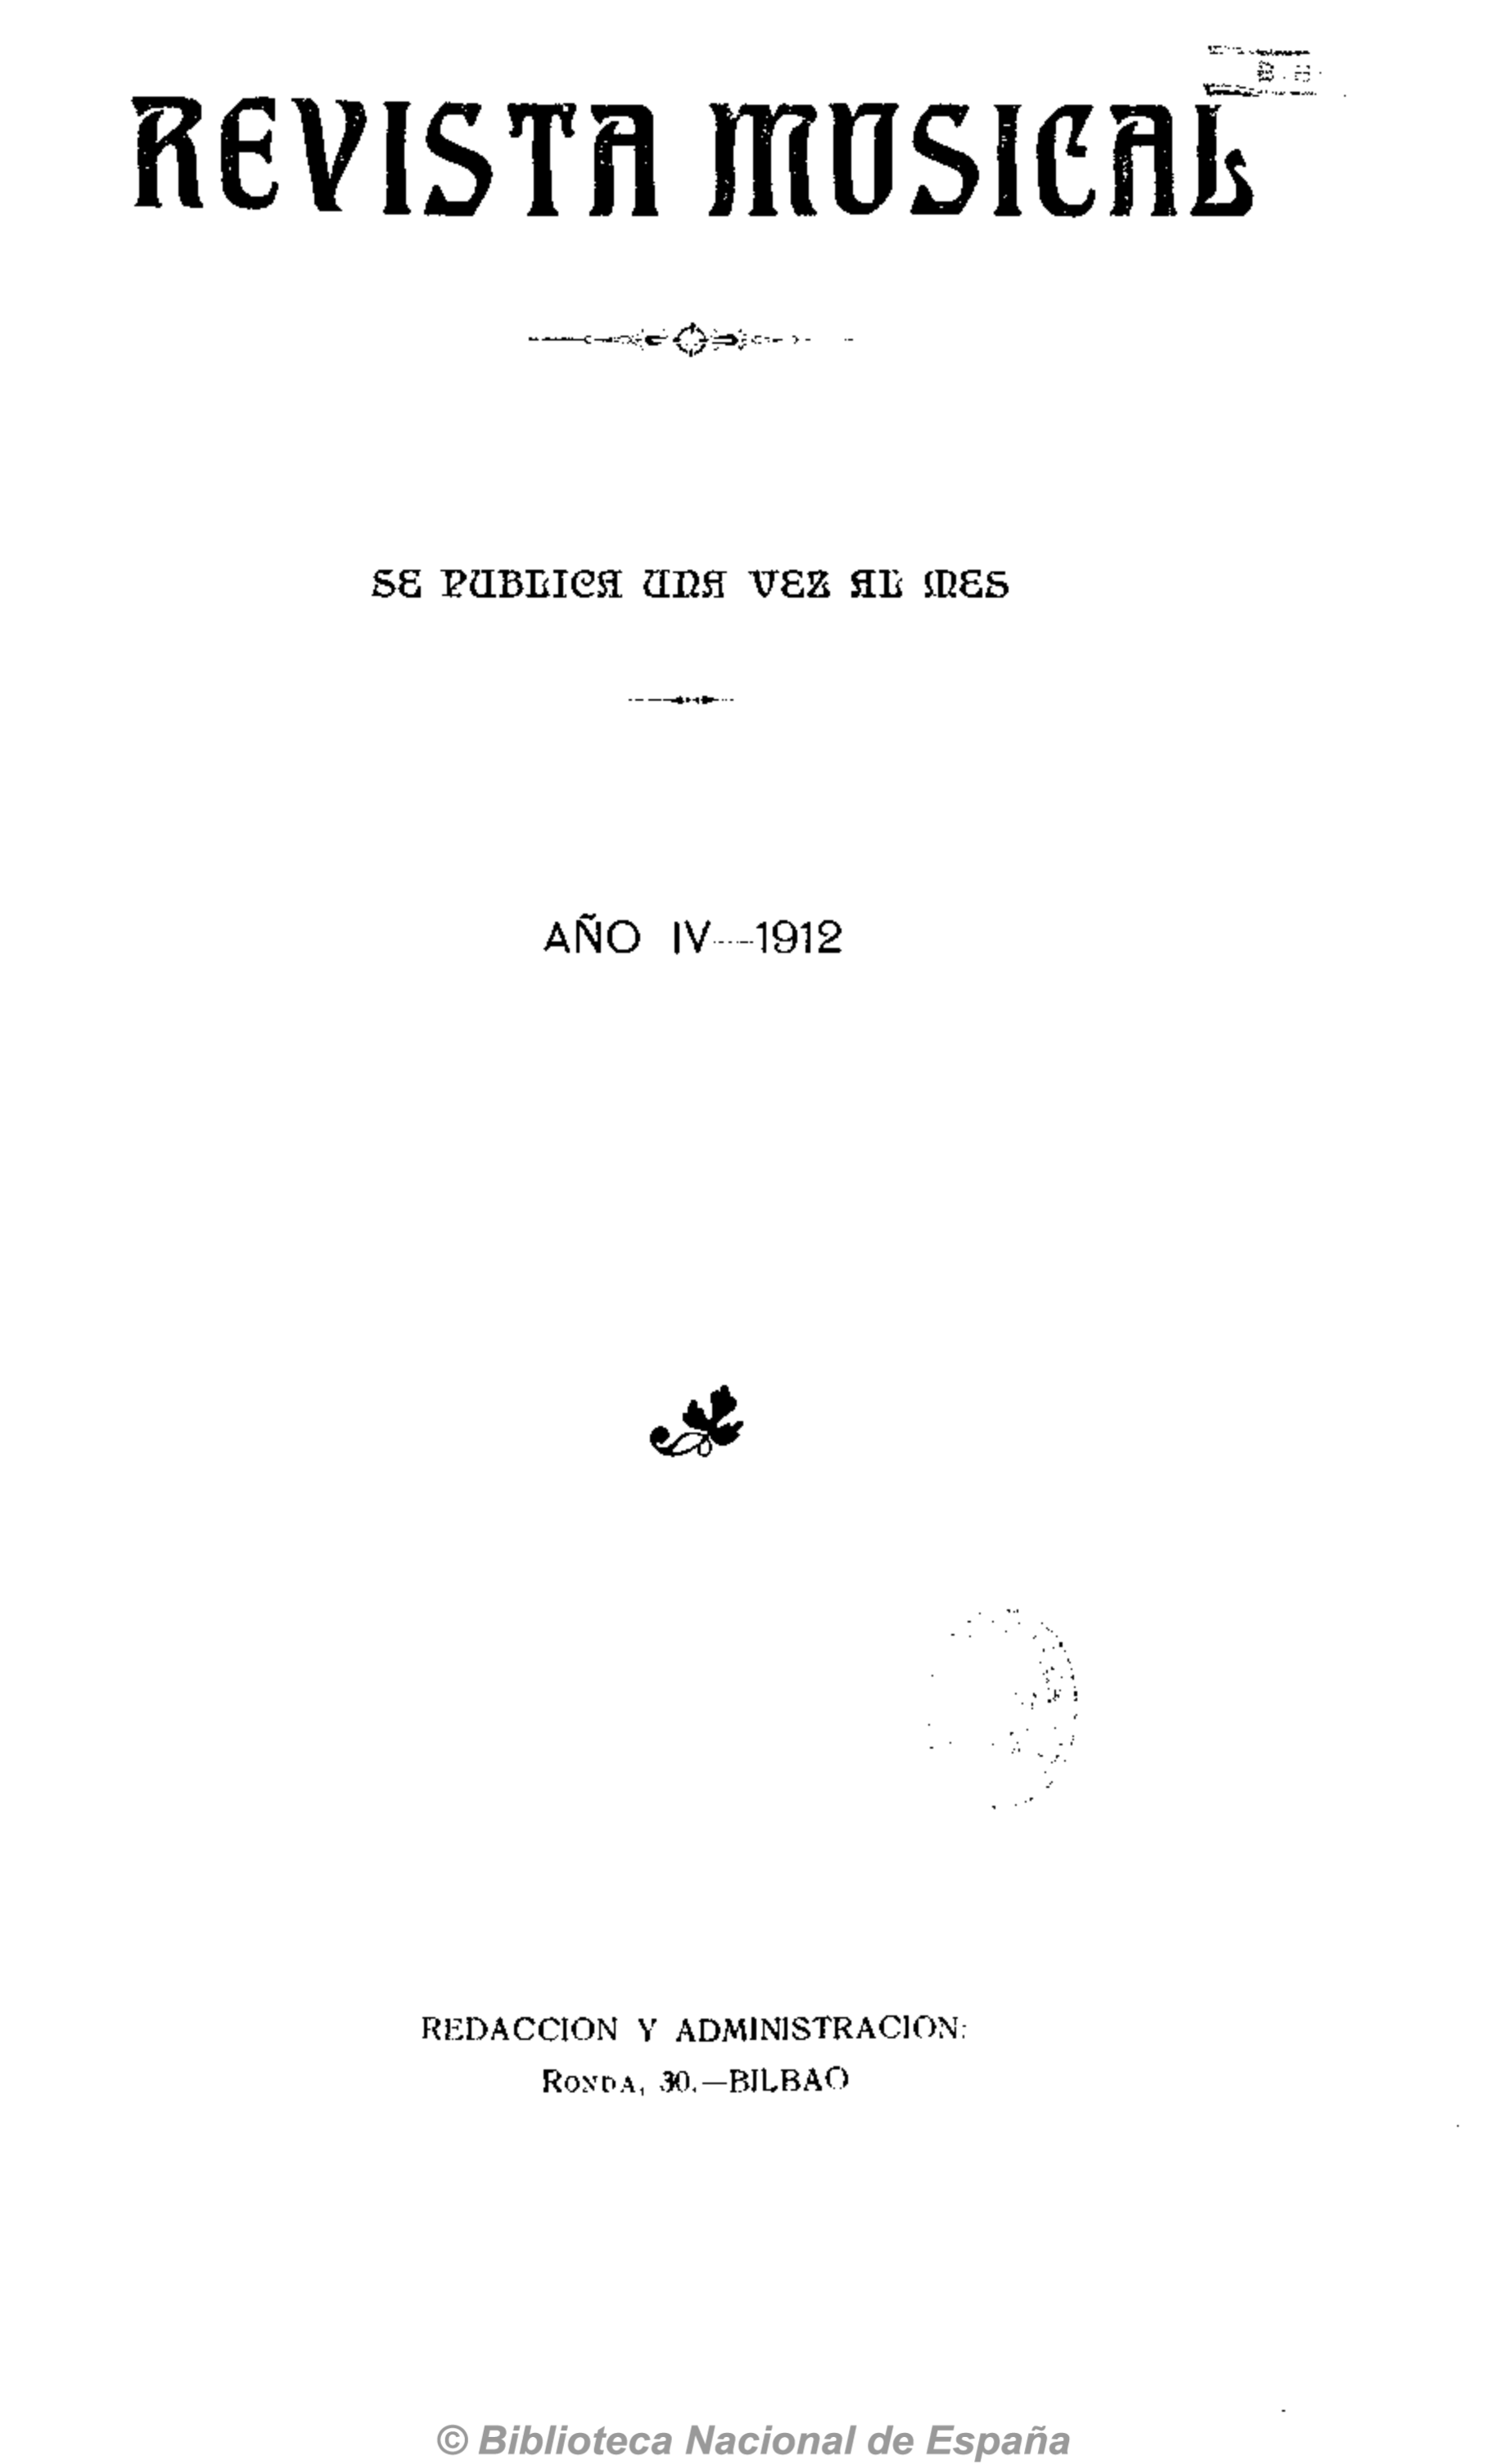 REVISTA MUSICAL
SE PUBLICA UNA VEZ AL MES
AÑO IV—1912
REDACCION Y ADMINISTRACION:
RONDA, 30.—BILBAO
© Biblioteca Nacional de España